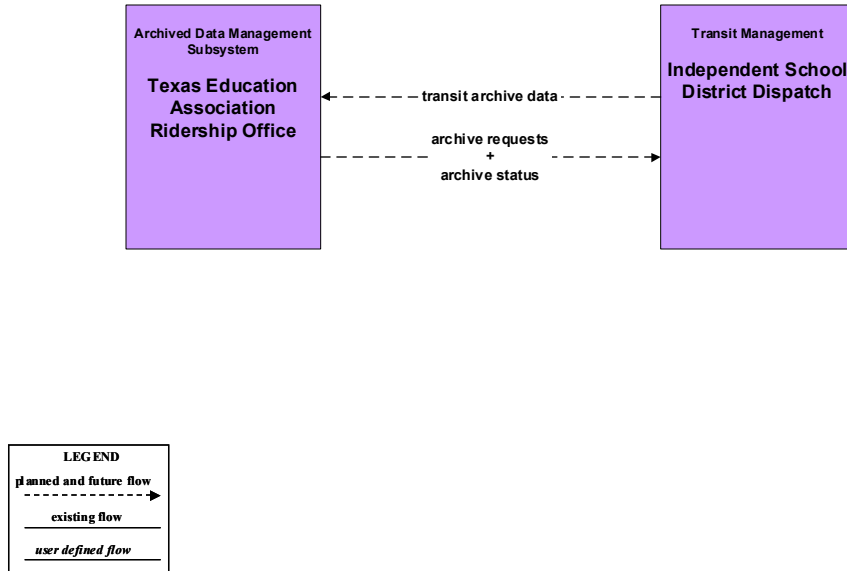 Archived Data Management
Subsystem
Texas Education
Association
Ridership Office
Transit Management
Independent School
District Dispatch
transit archive data
archive requests
+
archive status
LEGEND
planned and future flow
existing flow
user defined flow